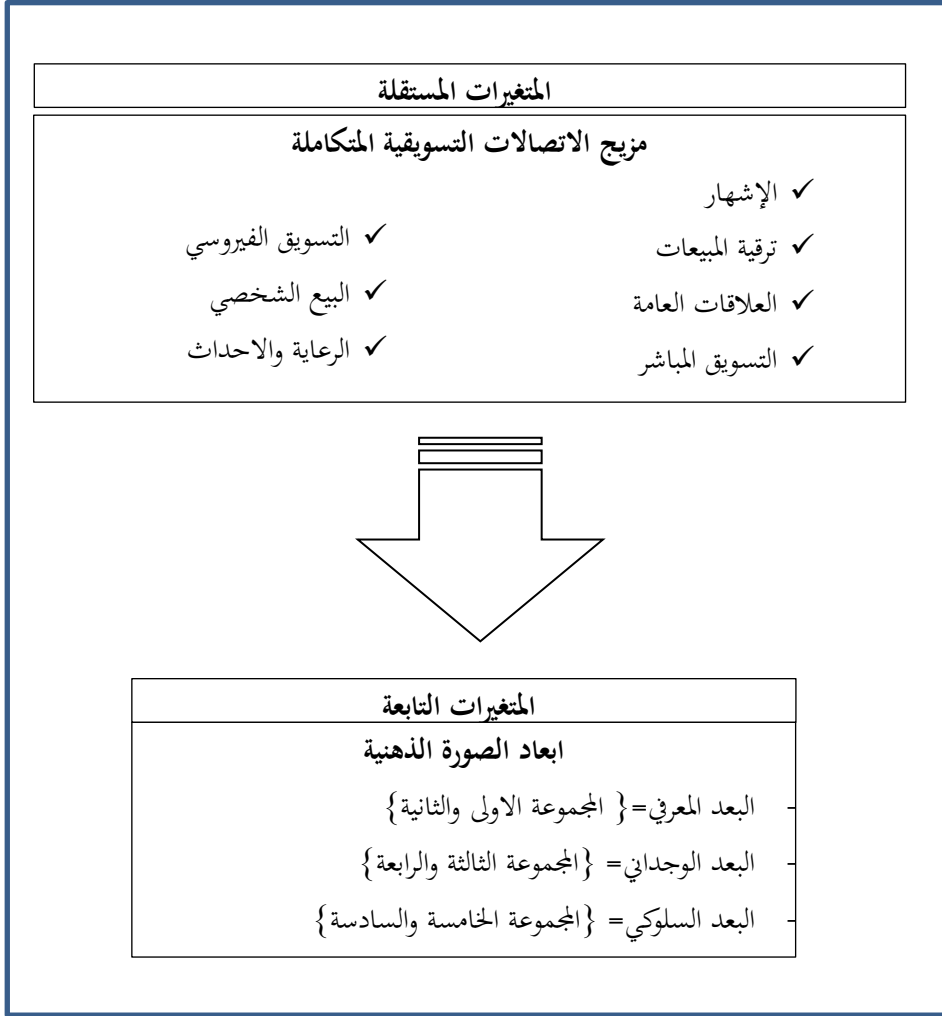 المتغيرات المستقلة
مزيج الاتصالات التسويقية المتكاملة
✓ الإشهار
✓ ترقية المبيعات
✓ العلاقات العامة
✓ التسويق المباشر
✓ التسويق الفيروسي
✓ البيع الشخصي
✓ الرعاية والاحداث
المتغيرات التابعة
ابعاد الصورة الذهنية
- البعد المعرفي={ المجموعة الاولى والثانية}
- البعد الوجداني= {المجموعة الثالثة والرابعة}
- البعد السلوكي= {المجموعة الخامسة والسادسة}